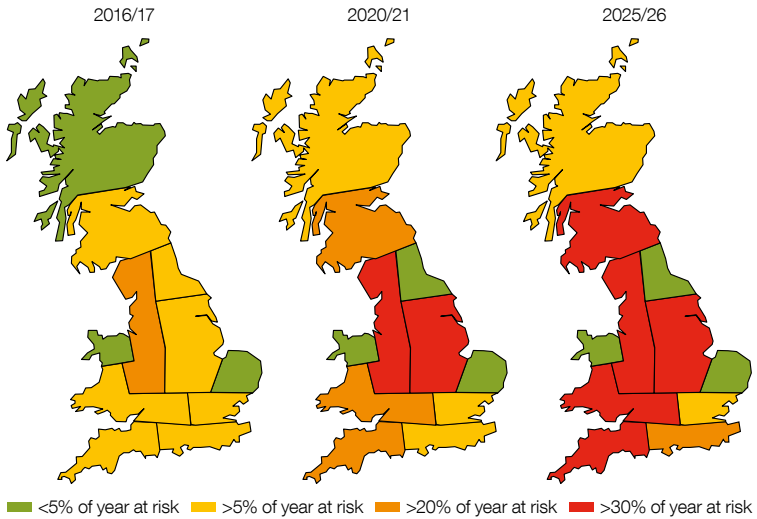 2016/17 2020/21 2025/26
<5% of year at risk >5% of year at risk >20% of year at risk >30% of year at risk